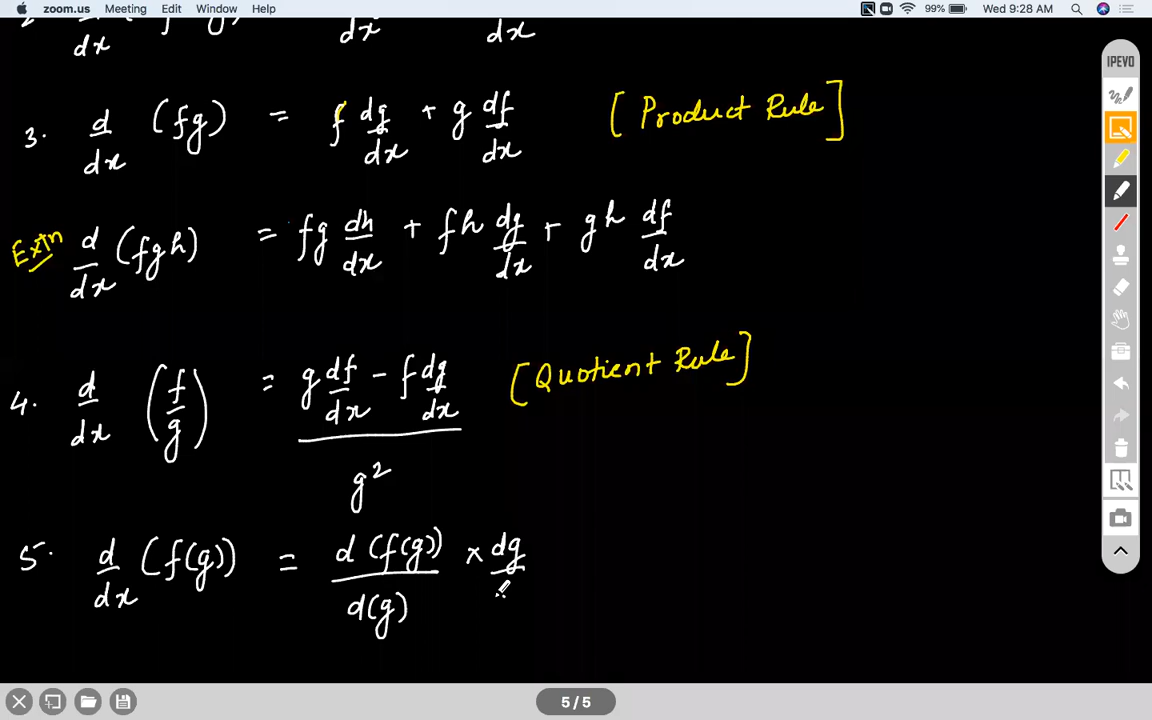 zoom.us Meeting Edit Window Help 99% Wed 9:28 AM
dx dx dx
IPEVO
3. d/dx (fg) = f dg/dx + g df/dx [Product Rule]
Extn d/dx (fgh) = fg dh/dx + fh dg/dx + gh df/dx
4. d/dx (f/g) = (g df/dx - f dg/dx) / g² [Quotient Rule]
5. d/dx (f(g)) = d(f(g))/d(g) × dg
5/5